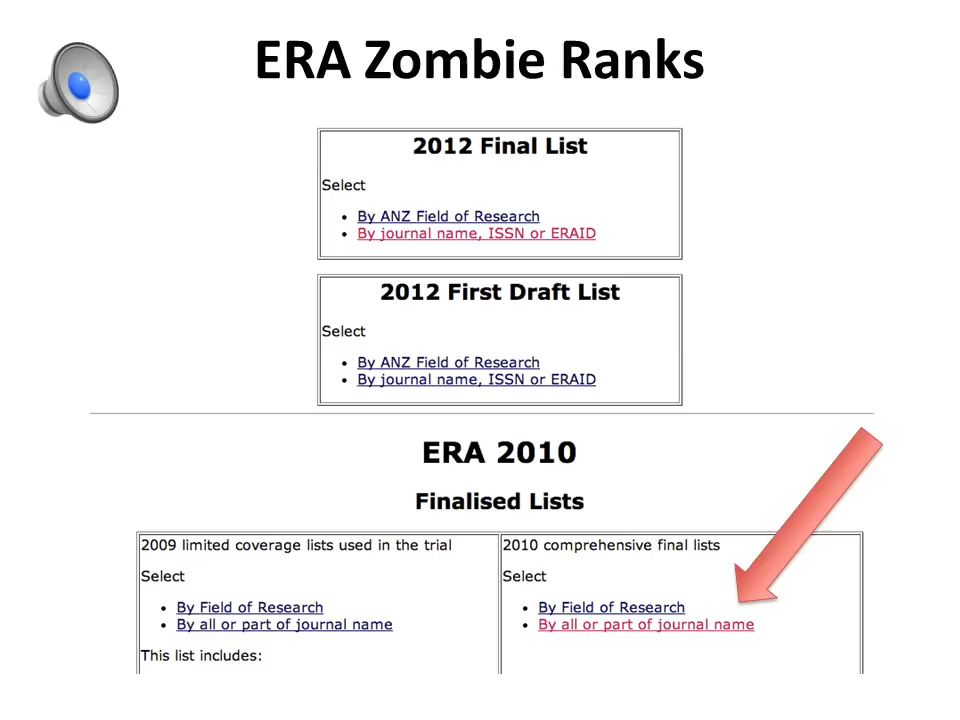 ERA Zombie Ranks
2012 Final List
Select
• By ANZ Field of Research
• By journal name, ISSN or ERAID
2012 First Draft List
Select
• By ANZ Field of Research
• By journal name, ISSN or ERAID
ERA 2010
Finalised Lists
2009 limited coverage lists used in the trial
Select
• By Field of Research
• By all or part of journal name
This list includes:
2010 comprehensive final lists
Select
• By Field of Research
• By all or part of journal name